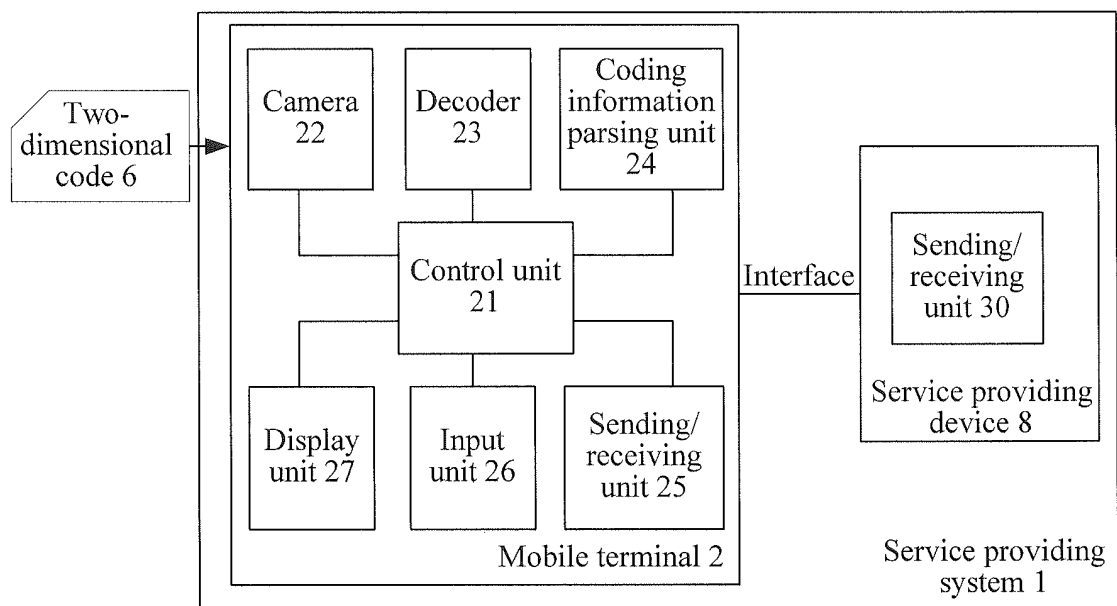 Two-
dimensional
code 6
Camera
22
Decoder
23
Coding
information
parsing unit
24
Control unit
21
Display
unit 27
Input
unit 26
Sending/
receiving
unit 25
Mobile terminal 2
Interface
Sending/
receiving
unit 30
Service providing
device 8
Service providing
system 1